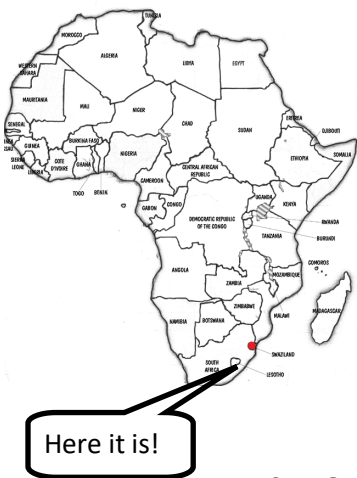 TUNISIA
MOROCCO
ALGERIA
LIBYA
EGYPT
WESTERN
SAHARA
MAURITANIA
MALI
NIGER
CHAD
SUDAN
ERITREA
DJIBOUTI
SENEGAL
GUINEA
BURKINA FASO
SIERRA
LEONE
LIBERIA
COTE
D'IVOIRE
GHANA
NIGERIA
ETHIOPIA
SOMALIA
TOGO
BENIN
CAMEROON
CENTRAL AFRICAN
REPUBLIC
GABON
CONGO
UGANDA
KENYA
DEMOCRATIC REPUBLIC
OF THE CONGO
RWANDA
BURUNDI
TANZANIA
COMOROS
ANGOLA
ZAMBIA
MOZAMBIQUE
MALAWI
MADAGASCAR
ZIMBABWE
NAMIBIA
BOTSWANA
SWAZILAND
SOUTH
AFRICA
LESOTHO
Here it is!